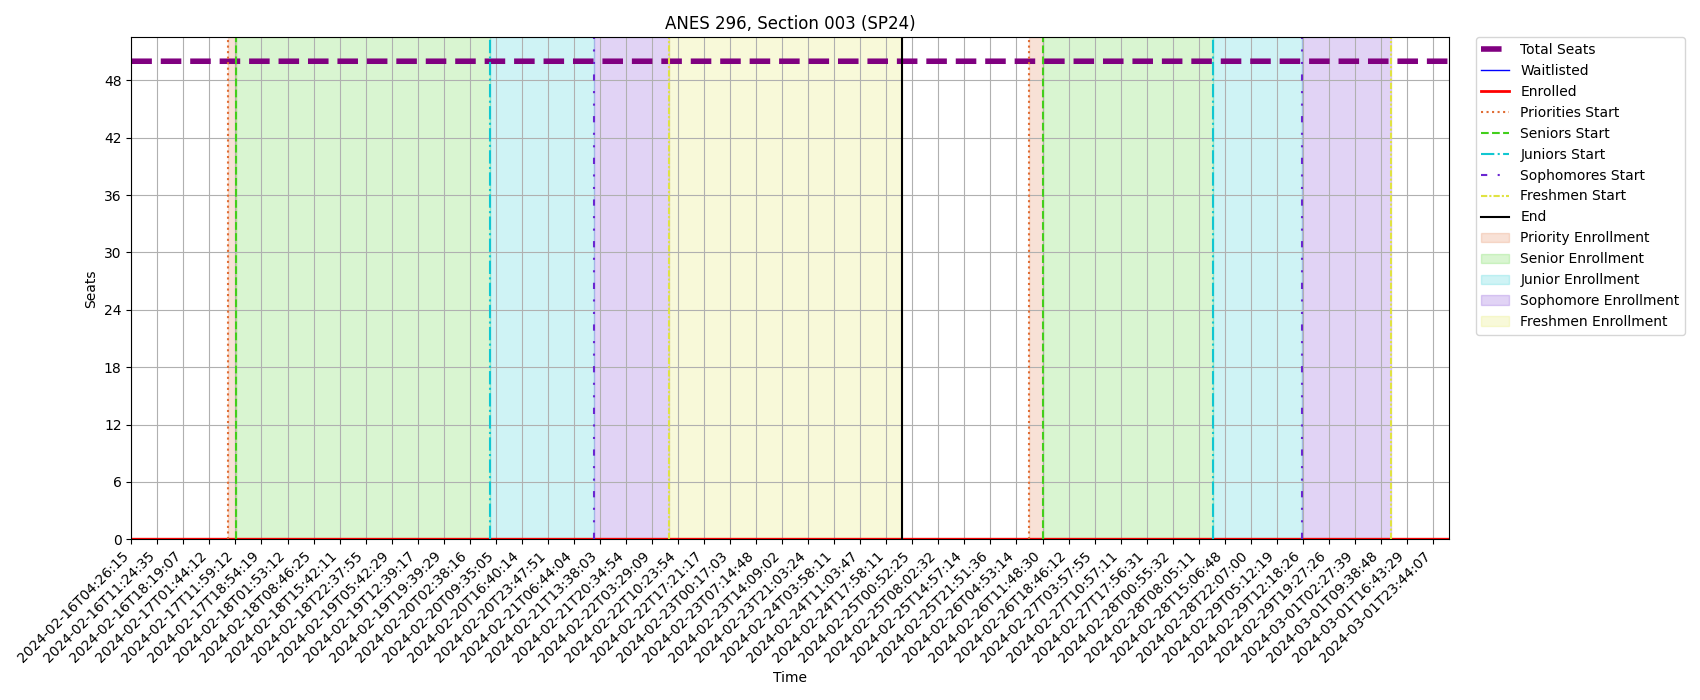 ANES 296, Section 003 (SP24)
Seats
48
42
36
30
24
18
12
6
0
2024-02-16T04:26:15
2024-02-16T11:24:35
2024-02-16T18:19:07
2024-02-17T01:44:12
2024-02-17T11:59:12
2024-02-17T18:54:19
2024-02-18T01:53:12
2024-02-18T08:46:25
2024-02-18T15:42:11
2024-02-18T22:37:55
2024-02-19T05:42:29
2024-02-19T12:39:17
2024-02-19T19:39:29
2024-02-20T02:38:16
2024-02-20T09:35:05
2024-02-20T16:40:14
2024-02-20T23:47:51
2024-02-21T06:44:04
2024-02-21T13:38:03
2024-02-21T20:34:54
2024-02-22T03:29:09
2024-02-22T10:23:54
2024-02-22T17:21:17
2024-02-23T00:17:03
2024-02-23T07:14:48
2024-02-23T14:09:02
2024-02-23T21:03:24
2024-02-24T03:58:11
2024-02-24T11:03:47
2024-02-24T17:58:11
2024-02-25T00:52:25
2024-02-25T08:02:32
2024-02-25T14:57:14
2024-02-25T21:51:36
2024-02-26T04:53:14
2024-02-26T11:48:30
2024-02-26T18:46:12
2024-02-27T03:57:55
2024-02-27T10:57:11
2024-02-27T17:56:31
2024-02-28T00:55:32
2024-02-28T08:05:11
2024-02-28T15:06:48
2024-02-28T22:07:00
2024-02-29T05:12:19
2024-02-29T12:18:26
2024-02-29T19:27:26
2024-03-01T02:27:39
2024-03-01T09:38:48
2024-03-01T16:43:29
2024-03-01T23:44:07
Time
Total Seats
Waitlisted
Enrolled
Priorities Start
Seniors Start
Juniors Start
Sophomores Start
Freshmen Start
End
Priority Enrollment
Senior Enrollment
Junior Enrollment
Sophomore Enrollment
Freshmen Enrollment